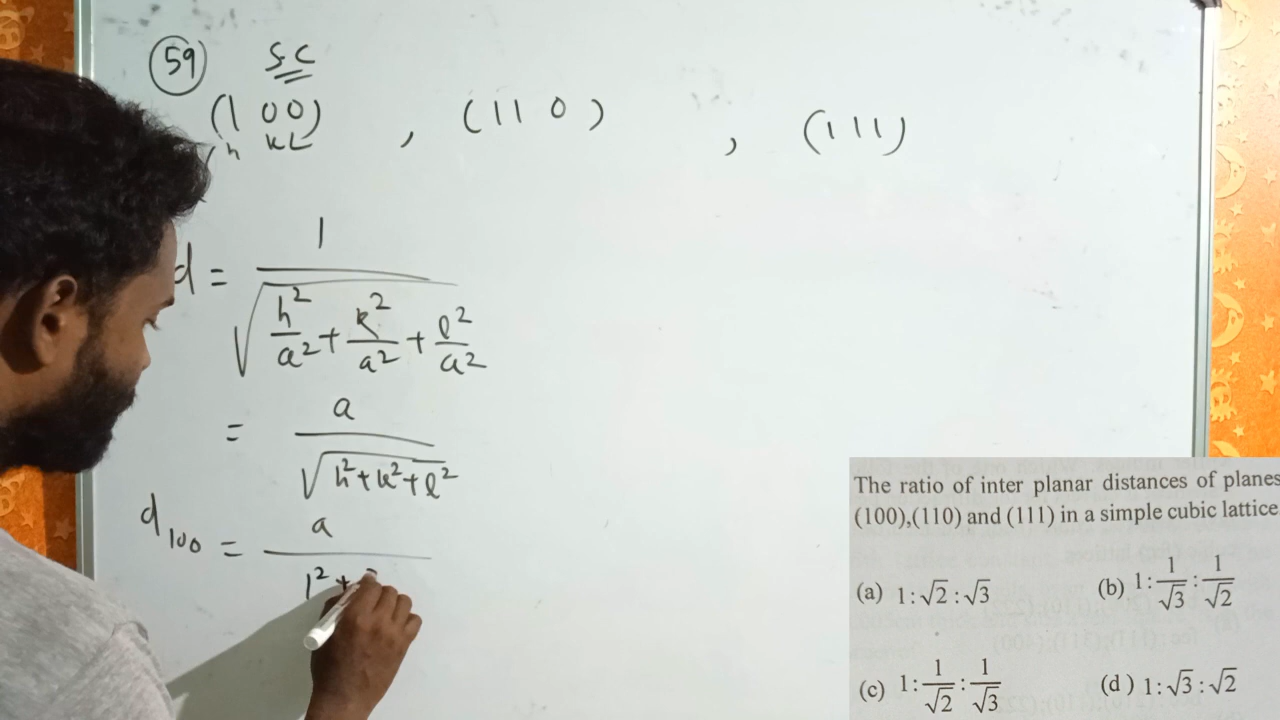 59 SC
(1 0 0) , (1 1 0) , (1 1 1)
h K L
d = 1 / √(h²/a² + k²/a² + l²/a²)
= a / √(h² + k² + l²)
d₁₀₀ = a / 1² +
The ratio of inter planar distances of planes
(100),(110) and (111) in a simple cubic lattice
(a) 1:√2:√3 (b) 1:1/√3:1/√2
(c) 1:1/√2:1/√3 (d ) 1:√3:√2